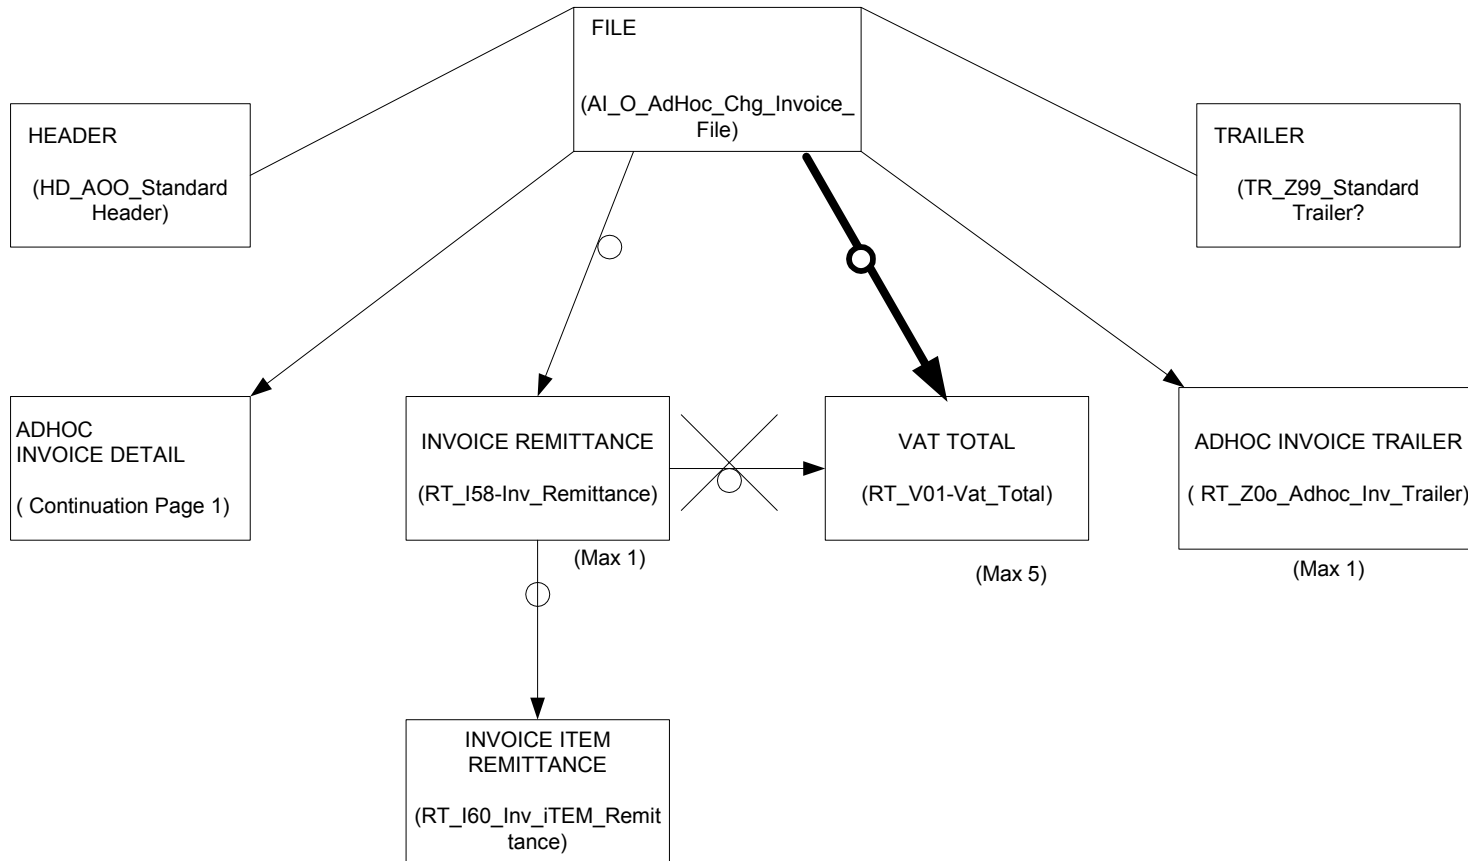 FILE
(AI_O_AdHoc_Chg_Invoice_
File)
HEADER
(HD_AOO_Standard
Header)
TRAILER
(TR_Z99_Standard
Trailer?
ADHOC
INVOICE DETAIL
( Continuation Page 1)
INVOICE REMITTANCE
(RT_I58-Inv_Remittance)
(Max 1)
VAT TOTAL
(RT_V01-Vat_Total)
(Max 5)
ADHOC INVOICE TRAILER
( RT_Z0o_Adhoc_Inv_Trailer)
(Max 1)
INVOICE ITEM
REMITTANCE
(RT_I60_Inv_iTEM_Remit
tance)